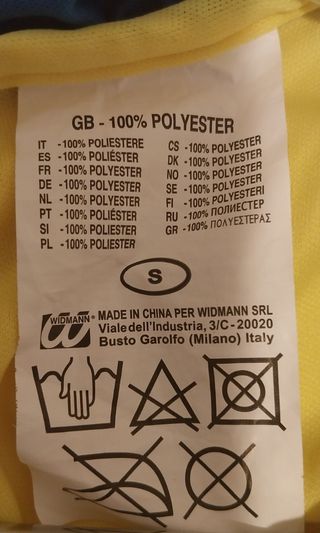 GB - 100% POLYESTER
IT - 100% POLIESTERE
ES - 100% POLIÉSTER
FR - 100% POLYESTER
DE - 100% POLYESTER
NL - 100% POLYESTER
PT - 100% POLIÉSTER
SI - 100% POLIESTER
PL - 100% POLIESTER
CS - 100% POLYESTER
DK - 100% POLYESTER
NO - 100% POLYESTER
SE - 100% POLYESTER
FI - 100% POLYESTERI
RU - 100% ПОЛИЕСТЕР
GR - 100% ΠΟΛΥΕΣΤΕΡΑΣ
S
WIDMANN®
MADE IN CHINA PER WIDMANN SRL
Viale dell'Industria, 3/C - 20020
Busto Garolfo (Milano) Italy